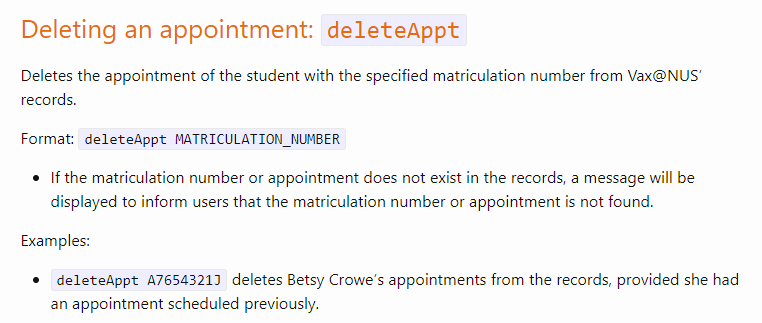 Deleting an appointment: deleteAppt
Deletes the appointment of the student with the specified matriculation number from Vax@NUS'
records.
Format: deleteAppt MATRICULATION_NUMBER
• If the matriculation number or appointment does not exist in the records, a message will be
displayed to inform users that the matriculation number or appointment is not found.
Examples:
• deleteAppt A7654321J deletes Betsy Crowe's appointments from the records, provided she had
an appointment scheduled previously.